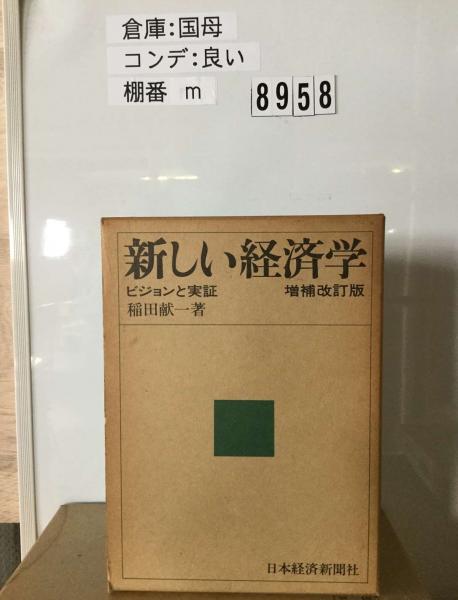 倉庫:国母
コンデ:良い
棚番 m
8958
新しい経済学
ビジョンと実証 増補改訂版
稲田献一著
日本経済新聞社